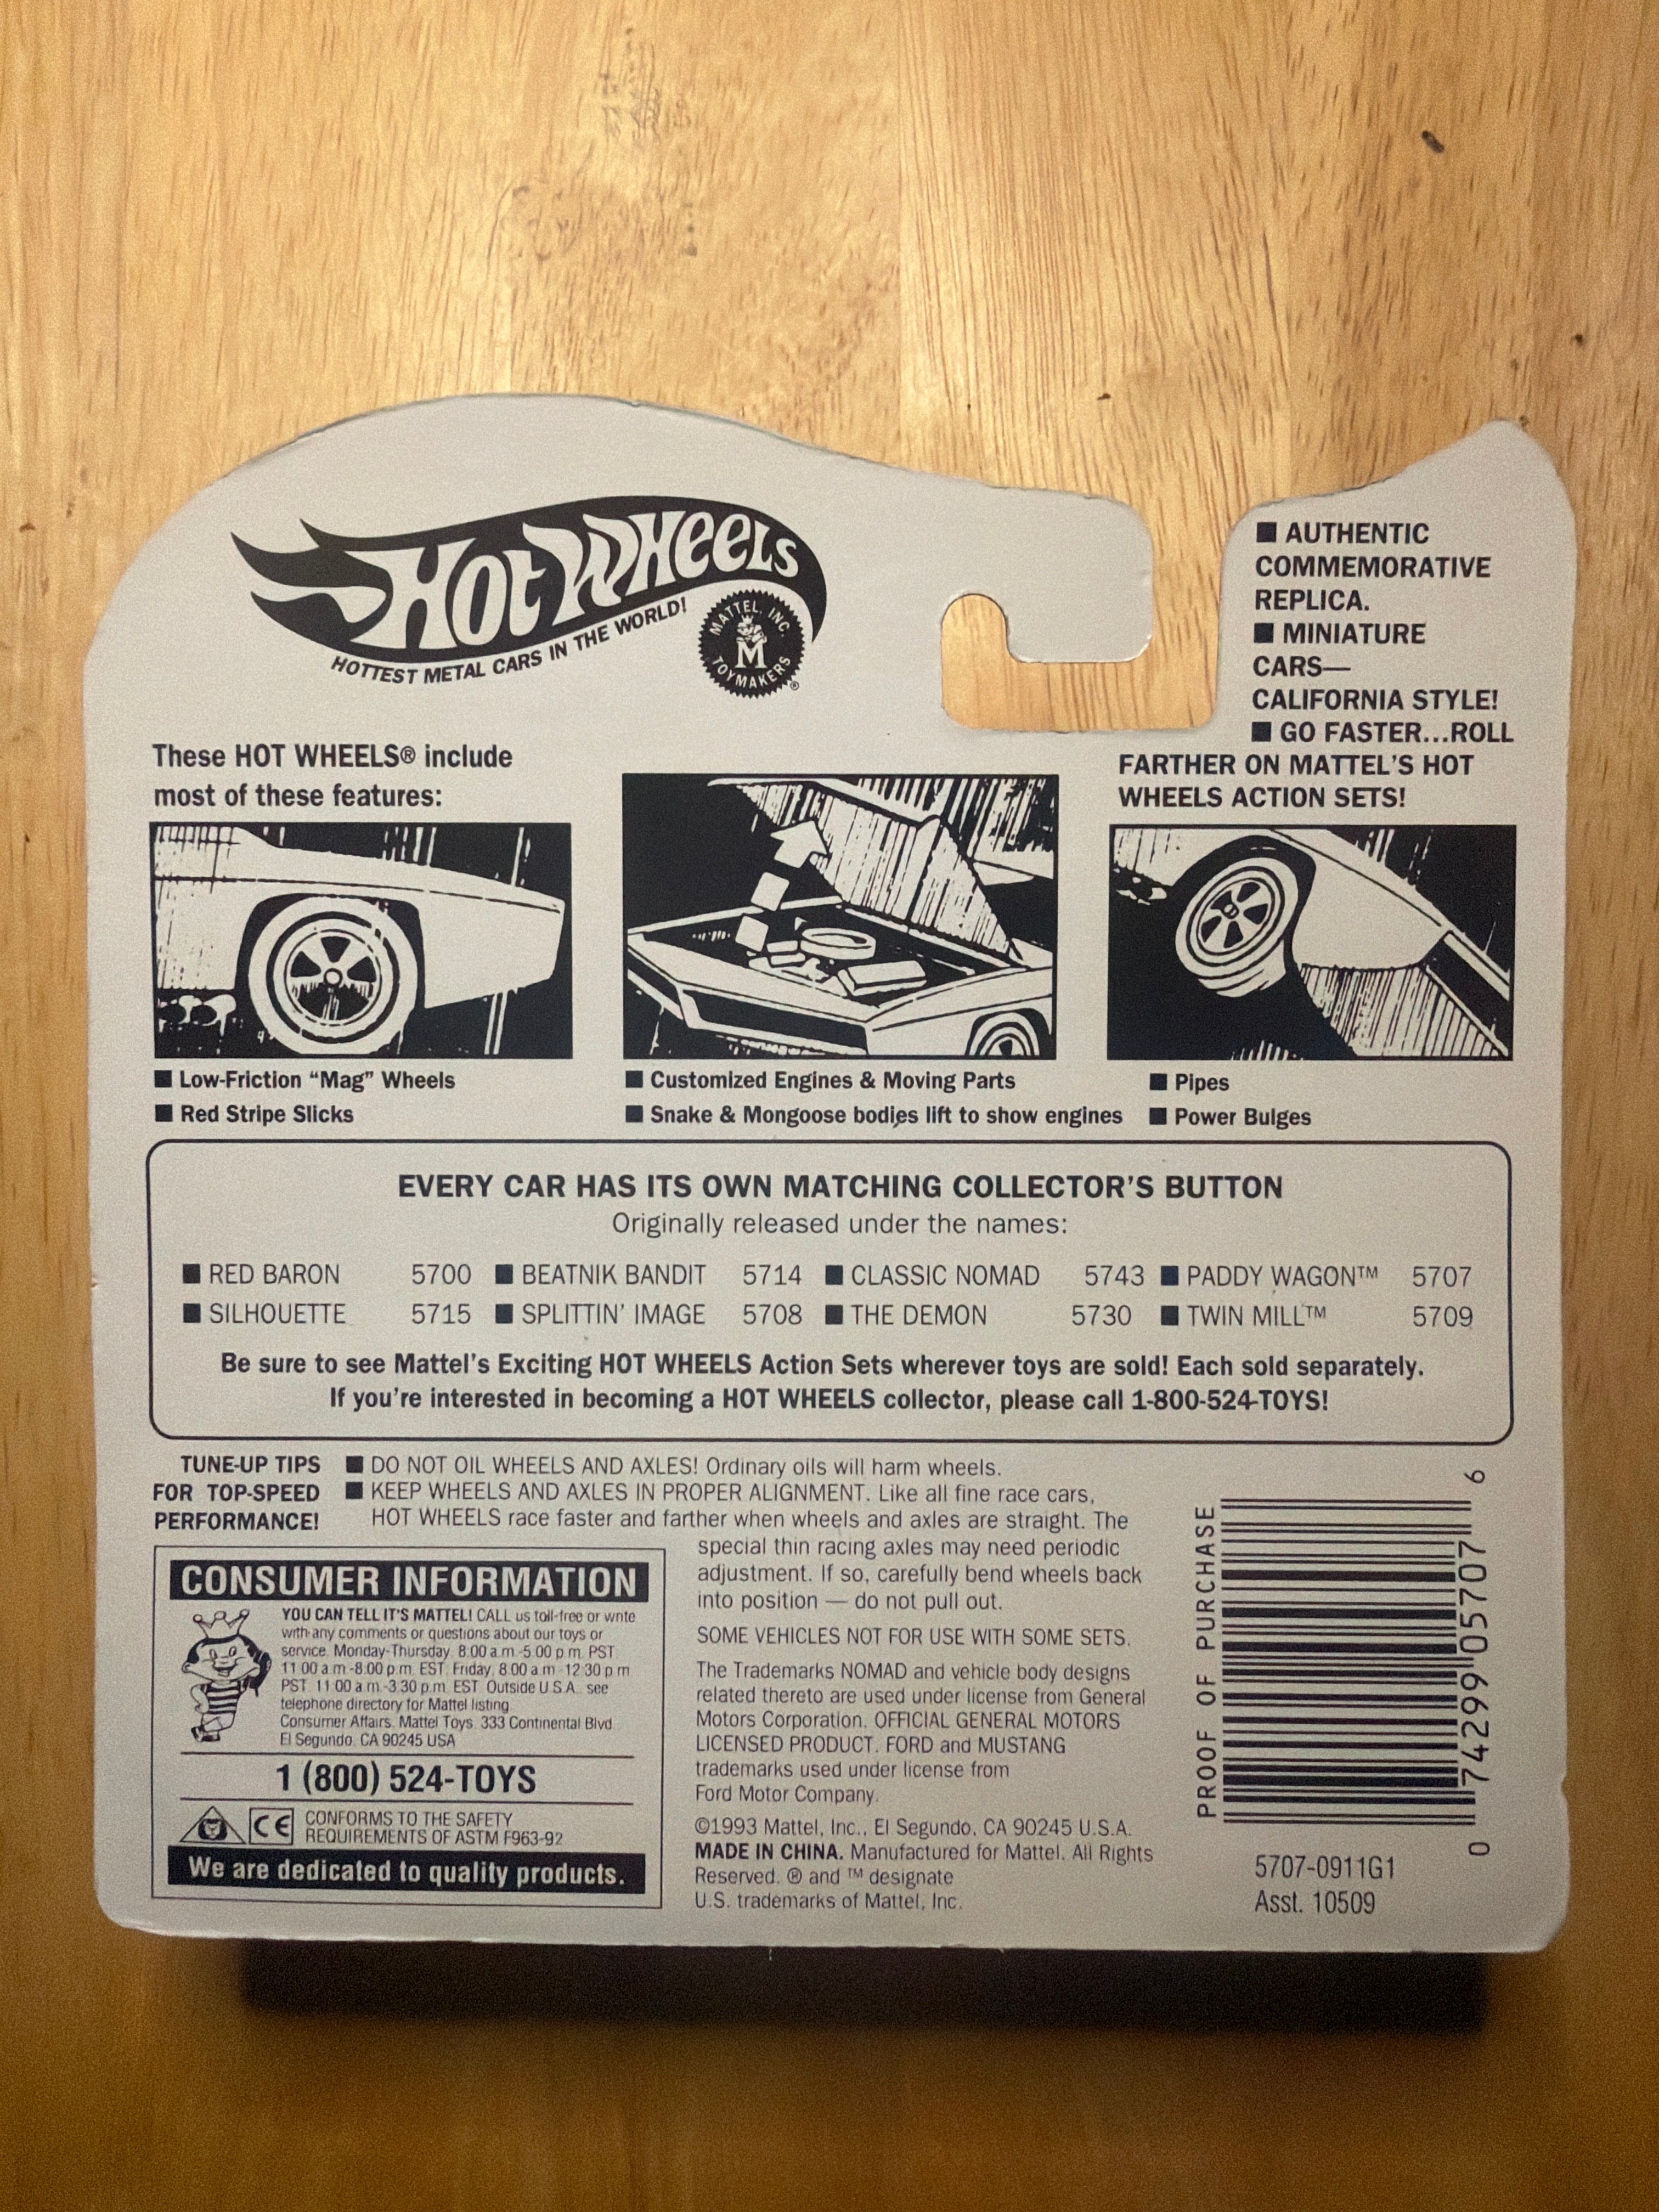 HOT WHEELS
HOTTEST METAL CARS IN THE WORLD!
MATTEL, INC.
M
TOYMAKERS
®
■ AUTHENTIC
COMMEMORATIVE
REPLICA.
■ MINIATURE
CARS—
CALIFORNIA STYLE!
■ GO FASTER...ROLL
FARTHER ON MATTEL'S HOT
WHEELS ACTION SETS!
These HOT WHEELS® include
most of these features:
■ Low-Friction “Mag” Wheels
■ Red Stripe Slicks
■ Customized Engines & Moving Parts
■ Snake & Mongoose bodies lift to show engines
■ Pipes
■ Power Bulges
EVERY CAR HAS ITS OWN MATCHING COLLECTOR'S BUTTON
Originally released under the names:
■ RED BARON 5700 ■ BEATNIK BANDIT 5714 ■ CLASSIC NOMAD 5743 ■ PADDY WAGON™ 5707
■ SILHOUETTE 5715 ■ SPLITTIN' IMAGE 5708 ■ THE DEMON 5730 ■ TWIN MILL™ 5709
Be sure to see Mattel's Exciting HOT WHEELS Action Sets wherever toys are sold! Each sold separately.
If you're interested in becoming a HOT WHEELS collector, please call 1-800-524-TOYS!
TUNE-UP TIPS
FOR TOP-SPEED
PERFORMANCE!
■ DO NOT OIL WHEELS AND AXLES! Ordinary oils will harm wheels.
■ KEEP WHEELS AND AXLES IN PROPER ALIGNMENT. Like all fine race cars,
HOT WHEELS race faster and farther when wheels and axles are straight. The
special thin racing axles may need periodic
adjustment. If so, carefully bend wheels back
into position — do not pull out.
SOME VEHICLES NOT FOR USE WITH SOME SETS.
The Trademarks NOMAD and vehicle body designs
related thereto are used under license from General
Motors Corporation. OFFICIAL GENERAL MOTORS
LICENSED PRODUCT. FORD and MUSTANG
trademarks used under license from
Ford Motor Company.
©1993 Mattel, Inc., El Segundo, CA 90245 U.S.A.
MADE IN CHINA. Manufactured for Mattel. All Rights
Reserved. ® and ™ designate
U.S. trademarks of Mattel, Inc.
CONSUMER INFORMATION
YOU CAN TELL IT'S MATTEL! CALL us toll-free or write
with any comments or questions about our toys or
service. Monday-Thursday 8:00 a.m.-5:00 p.m. PST,
11:00 a.m.-8:00 p.m. EST, Friday, 8:00 a.m.-12:30 p.m.
PST, 11:00 a.m.-3:30 p.m. EST. Outside U.S.A., see
telephone directory for Mattel listing.
Consumer Affairs, Mattel Toys, 333 Continental Blvd.
El Segundo, CA 90245 USA
1 (800) 524-TOYS
CE
CONFORMS TO THE SAFETY
REQUIREMENTS OF ASTM F963-92
We are dedicated to quality products.
PROOF OF PURCHASE
0 74299 05707 6
5707-0911G1
Asst. 10509